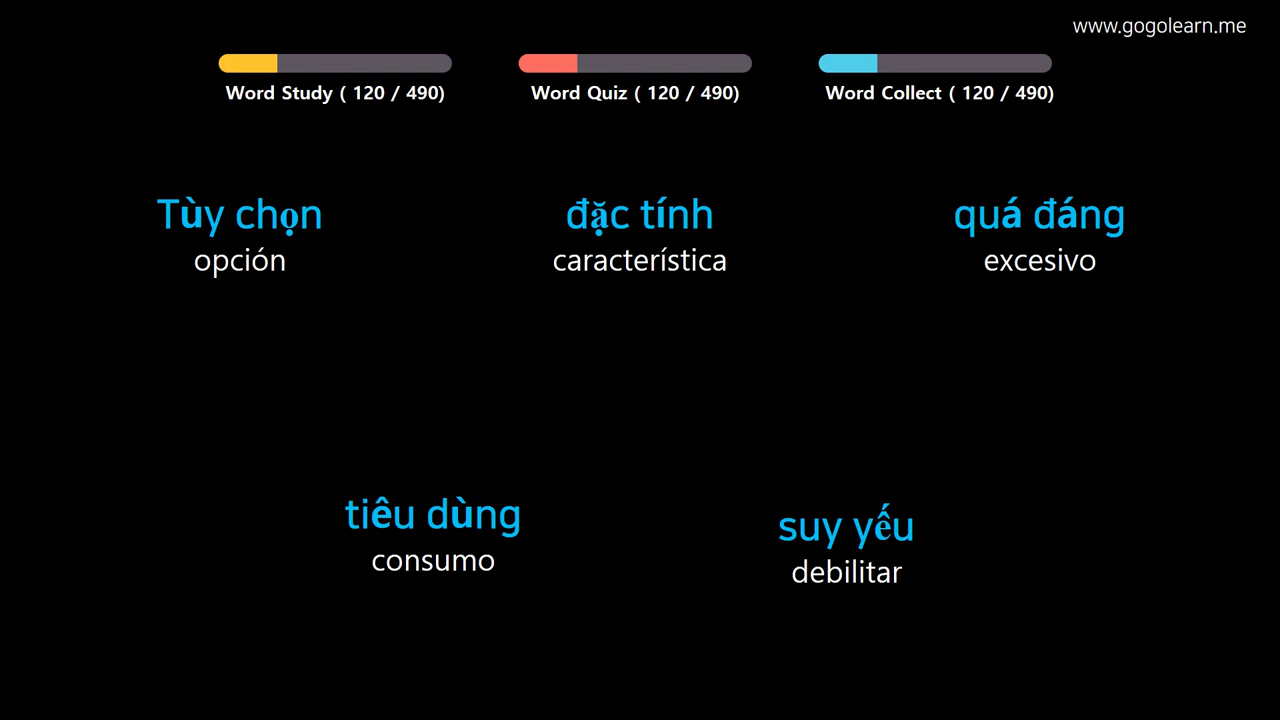 www.gogolearn.me
Word Study ( 120 / 490)
Word Quiz ( 120 / 490)
Word Collect ( 120 / 490)
Tùy chọn
opción
đặc tính
característica
quá đáng
excesivo
tiêu dùng
consumo
suy yếu
debilitar